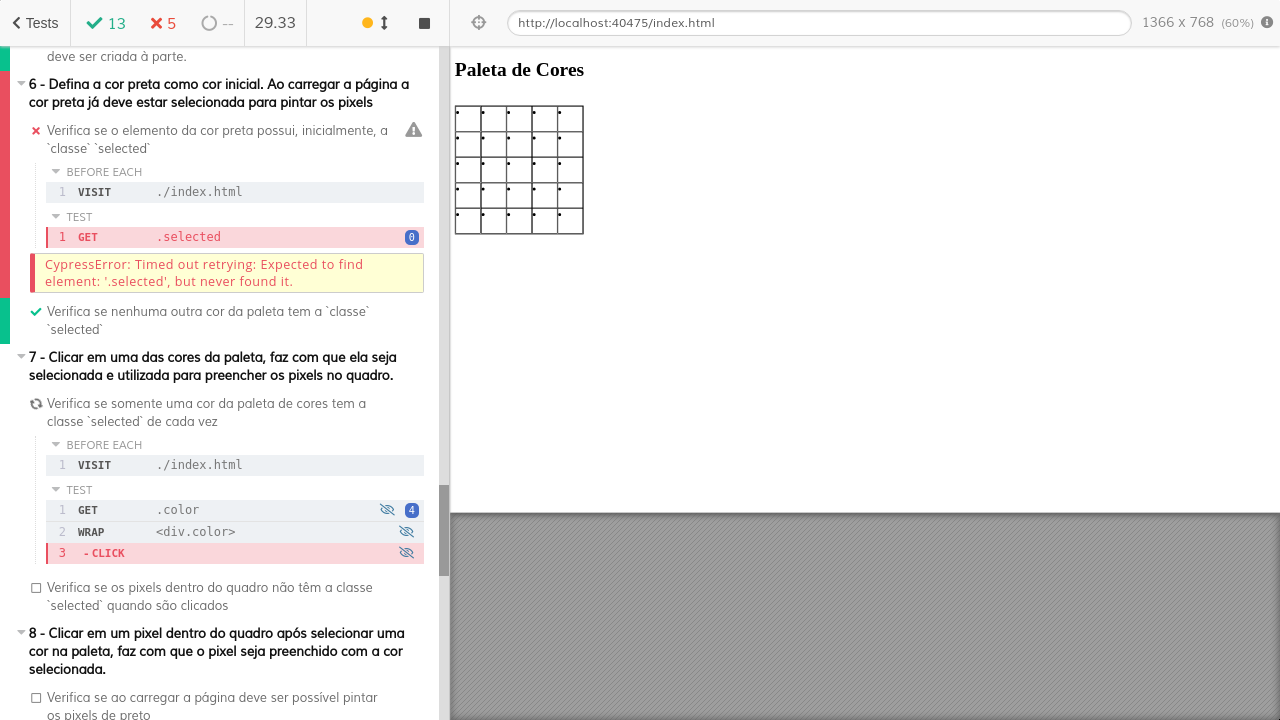 Tests
13
5
--
29.33
http://localhost:40475/index.html
1366 x 768 (60%)
deve ser criada à parte.
6 - Defina a cor preta como cor inicial. Ao carregar a página a
cor preta já deve estar selecionada para pintar os pixels
Verifica se o elemento da cor preta possui, inicialmente, a
`classe` `selected`
BEFORE EACH
1 VISIT ./index.html
TEST
1 GET .selected 0
CypressError: Timed out retrying: Expected to find
element: '.selected', but never found it.
Verifica se nenhuma outra cor da paleta tem a `classe`
`selected`
7 - Clicar em uma das cores da paleta, faz com que ela seja
selecionada e utilizada para preencher os pixels no quadro.
Verifica se somente uma cor da paleta de cores tem a
classe `selected` de cada vez
BEFORE EACH
1 VISIT ./index.html
TEST
1 GET .color 4
2 WRAP <div.color>
3 - CLICK
Verifica se os pixels dentro do quadro não têm a classe
`selected` quando são clicados
8 - Clicar em um pixel dentro do quadro após selecionar uma
cor na paleta, faz com que o pixel seja preenchido com a cor
selecionada.
Verifica se ao carregar a página deve ser possível pintar
os pixels de preto
Paleta de Cores